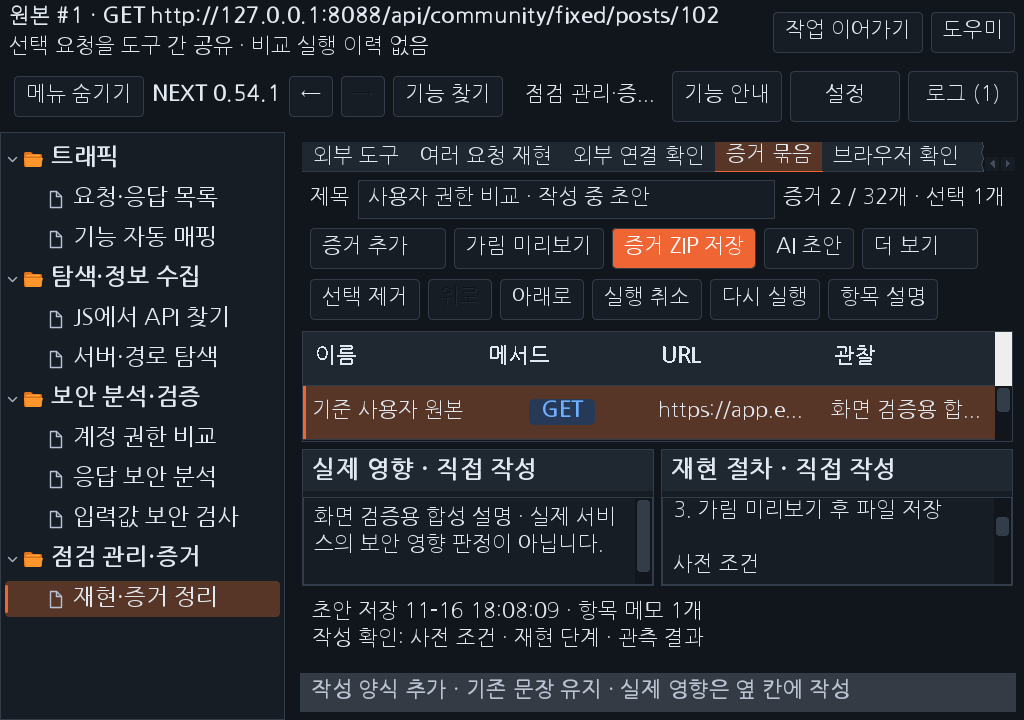 원본 #1 · GET http://127.0.0.1:8088/api/community/fixed/posts/102
선택 요청을 도구 간 공유 · 비교 실행 이력 없음
작업 이어가기
도우미
메뉴 숨기기
NEXT 0.54.1
←
→
기능 찾기
점검 관리·증...
기능 안내
설정
로그 (1)
트래픽
요청·응답 목록
기능 자동 매핑
탐색·정보 수집
JS에서 API 찾기
서버·경로 탐색
보안 분석·검증
계정 권한 비교
응답 보안 분석
입력값 보안 검사
점검 관리·증거
재현·증거 정리
외부 도구
여러 요청 재현
외부 연결 확인
증거 묶음
브라우저 확인
제목
사용자 권한 비교 · 작성 중 초안
증거 2 / 32개 · 선택 1개
증거 추가
가림 미리보기
증거 ZIP 저장
AI 초안
더 보기
선택 제거
위로
아래로
실행 취소
다시 실행
항목 설명
이름
메서드
URL
관찰
기준 사용자 원본
GET
https://app.e...
화면 검증용 합...
실제 영향 · 직접 작성
화면 검증용 합성 설명 · 실제 서비
스의 보안 영향 판정이 아닙니다.
재현 절차 · 직접 작성
3. 가림 미리보기 후 파일 저장
사전 조건
초안 저장 11-16 18:08:09 · 항목 메모 1개
작성 확인: 사전 조건 · 재현 단계 · 관측 결과
작성 양식 추가 · 기존 문장 유지 · 실제 영향은 옆 칸에 작성